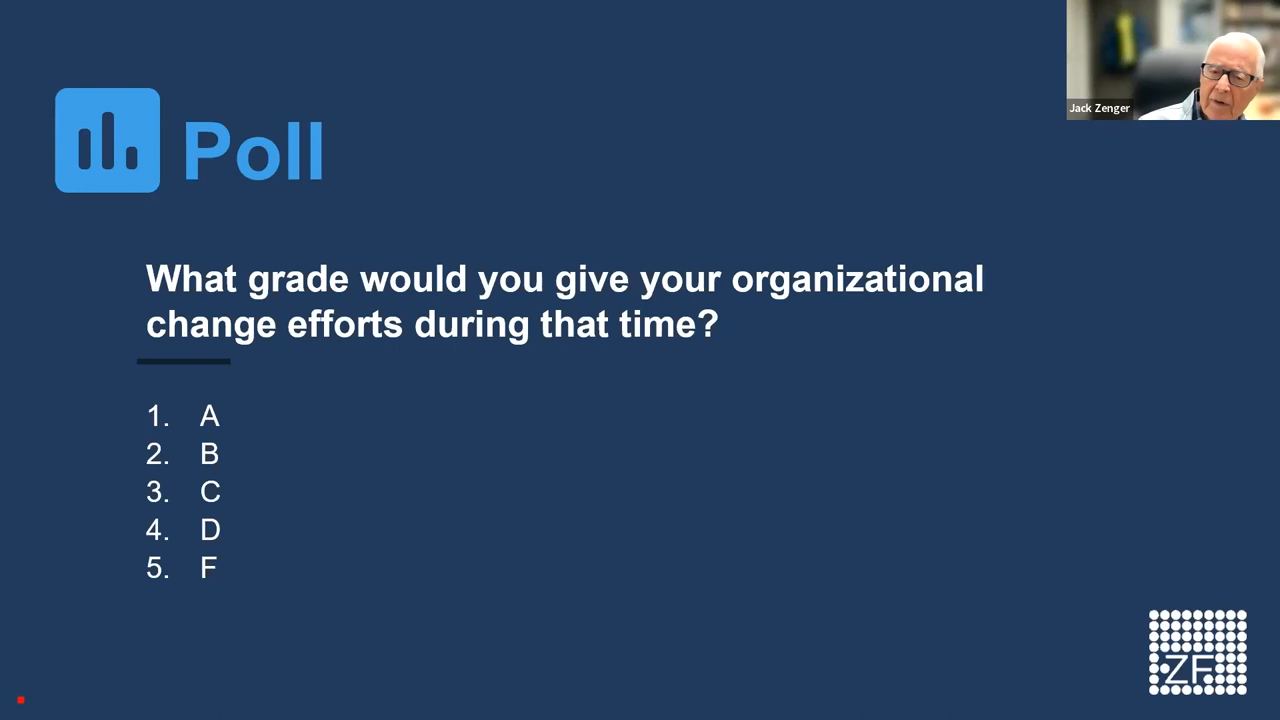 Jack Zenger
Poll
What grade would you give your organizational
change efforts during that time?
1. A
2. B
3. C
4. D
5. F
ZF